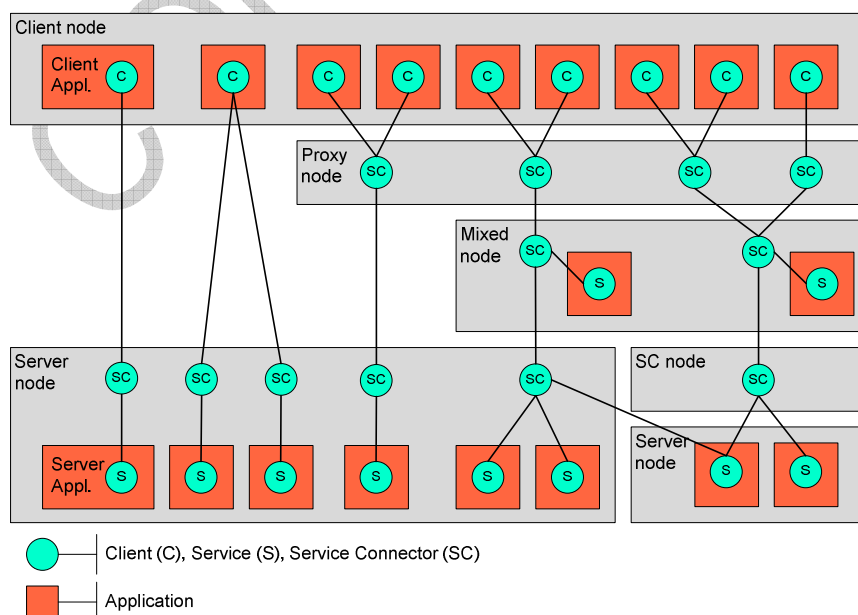 Client node
Client
Appl.
C
C
C
C
C
C
C
C
C
Proxy
node
SC
SC
SC
SC
Mixed
node
SC
S
SC
S
Server
node
SC
SC
SC
SC
SC
SC node
SC
Server
Appl.
S
S
S
S
S
S
Server
node
S
S
Client (C), Service (S), Service Connector (SC)
Application